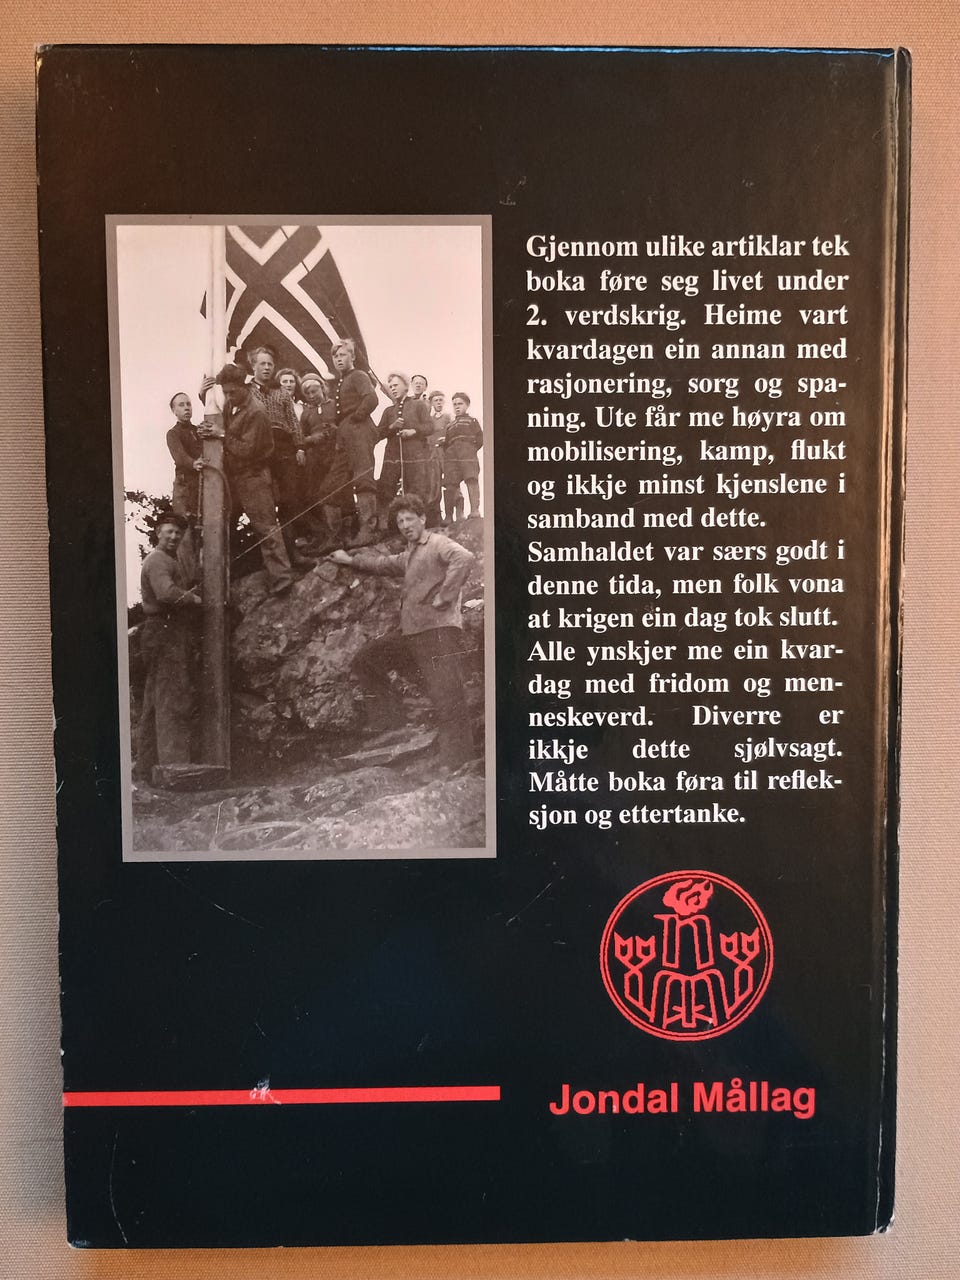 Gjennom ulike artiklar tek
boka føre seg livet under
2. verdskrig. Heime vart
kvardagen ein annan med
rasjonering, sorg og spa-
ning. Ute får me høyra om
mobilisering, kamp, flukt
og ikkje minst kjenslene i
samband med dette.
Samhaldet var særs godt i
denne tida, men folk vona
at krigen ein dag tok slutt.
Alle ynskjer me ein kvar-
dag med fridom og men-
neskeverd. Diverre er
ikkje dette sjølvsagt.
Måtte boka føra til reflek-
sjon og ettertanke.
Jondal Mållag